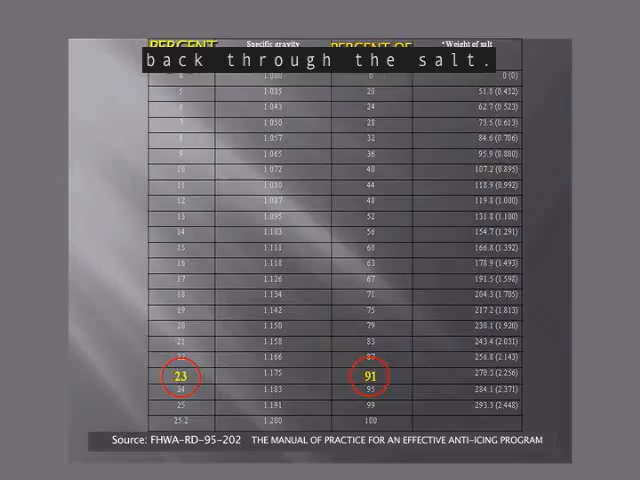 PERCENT Specific gravity PERCENT OF *Weight of salt
back through the salt.
0 1.000 0 0 (0)
5 1.035 20 51.8 (0.432)
6 1.043 24 62.7 (0.523)
7 1.050 28 73.5 (0.613)
8 1.057 32 84.6 (0.706)
9 1.065 36 95.9 (0.800)
10 1.072 40 107.2 (0.895)
11 1.080 44 118.9 (0.992)
12 1.087 48 119.8 (1.000)
13 1.095 52 131.8 (1.100)
14 1.103 56 154.7 (1.291)
15 1.111 60 166.8 (1.392)
16 1.118 63 178.9 (1.493)
17 1.126 67 191.5 (1.598)
18 1.134 71 204.3 (1.705)
19 1.142 75 217.2 (1.813)
20 1.150 79 230.1 (1.920)
21 1.158 83 243.4 (2.031)
22 1.166 87 256.8 (2.143)
23 1.175 91 270.3 (2.256)
24 1.183 95 284.1 (2.371)
25 1.191 99 293.3 (2.448)
25.2 1.200 100
Source: FHWA-RD-95-202 THE MANUAL OF PRACTICE FOR AN EFFECTIVE ANTI-ICING PROGRAM